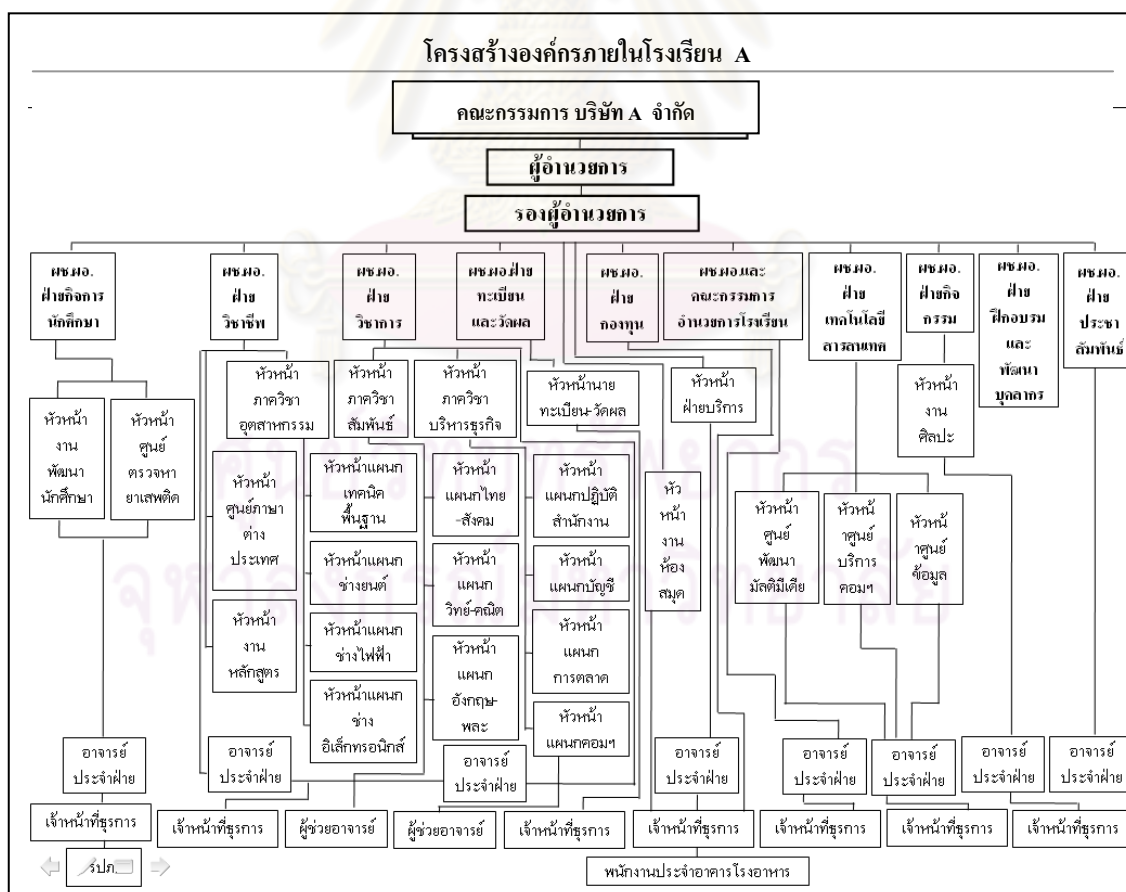 โครงสร้างองค์กรภายในโรงเรียน A
คณะกรรมการ บริษัท A จำกัด
ผู้อำนวยการ
รองผู้อำนวยการ
ผช.ผอ.
ฝ่ายกิจการ
นักศึกษา
ผช.ผอ.
ฝ่าย
วิชาชีพ
ผช.ผอ.
ฝ่าย
วิชาการ
ผช.ผอ.ฝ่าย
ทะเบียน
และวัดผล
ผช.ผอ.
ฝ่าย
กองทุน
ผช.ผอ.และ
คณะกรรมการ
อำนวยการโรงเรียน
ผช.ผอ.
ฝ่าย
เทคโนโลยี
สารสนเทศ
ผช.ผอ.
ฝ่ายกิจ
กรรม
ผช.ผอ.
ฝ่าย
ฝึกอบรม
และ
พัฒนา
บุคลากร
ผช.ผอ.
ฝ่าย
ประชา
สัมพันธ์
หัวหน้า
งาน
พัฒนา
นักศึกษา
หัวหน้า
ศูนย์
ตรวจหา
ยาเสพติด
หัวหน้า
ภาควิชา
อุตสาหกรรม
หัวหน้า
ภาควิชา
สัมพันธ์
หัวหน้า
ภาควิชา
บริหารธุรกิจ
หัวหน้านาย
ทะเบียน-วัดผล
หัวหน้า
ฝ่ายบริการ
หัวหน้า
งาน
ศิลปะ
หัวหน้า
ศูนย์ภาษา
ต่าง
ประเทศ
หัวหน้าแผนก
เทคนิค
พื้นฐาน
หัวหน้า
แผนกไทย
-สังคม
หัวหน้า
แผนกปฏิบัติ
สำนักงาน
หัว
หน้า
งาน
ห้อง
สมุด
หัวหน้า
ศูนย์
พัฒนา
มัลติมีเดีย
หัวหน้
าศูนย์
บริการ
คอมฯ
หัวหน้
าศูนย์
ข้อมูล
หัวหน้าแผนก
ช่างยนต์
หัวหน้า
แผนก
วิทย์-คณิต
หัวหน้า
แผนกบัญชี
หัวหน้า
งาน
หลักสูตร
หัวหน้าแผนก
ช่างไฟฟ้า
หัวหน้า
แผนก
อังกฤษ-
พละ
หัวหน้า
แผนก
การตลาด
หัวหน้าแผนก
ช่าง
อิเล็กทรอนิกส์
หัวหน้า
แผนกคอมฯ
อาจารย์
ประจำฝ่าย
อาจารย์
ประจำฝ่าย
อาจารย์
ประจำฝ่าย
อาจารย์
ประจำฝ่าย
อาจารย์
ประจำฝ่าย
อาจารย์
ประจำฝ่าย
อาจารย์
ประจำฝ่าย
อาจารย์
ประจำฝ่าย
เจ้าหน้าที่ธุรการ
เจ้าหน้าที่ธุรการ
ผู้ช่วยอาจารย์
ผู้ช่วยอาจารย์
เจ้าหน้าที่ธุรการ
เจ้าหน้าที่ธุรการ
เจ้าหน้าที่ธุรการ
เจ้าหน้าที่ธุรการ
เจ้าหน้าที่ธุรการ
รปภ.
พนักงานประจำอาคารโรงอาหาร
ศูนย์วิทยทรัพยากร
จุฬาลงกรณ์มหาวิทยาลัย